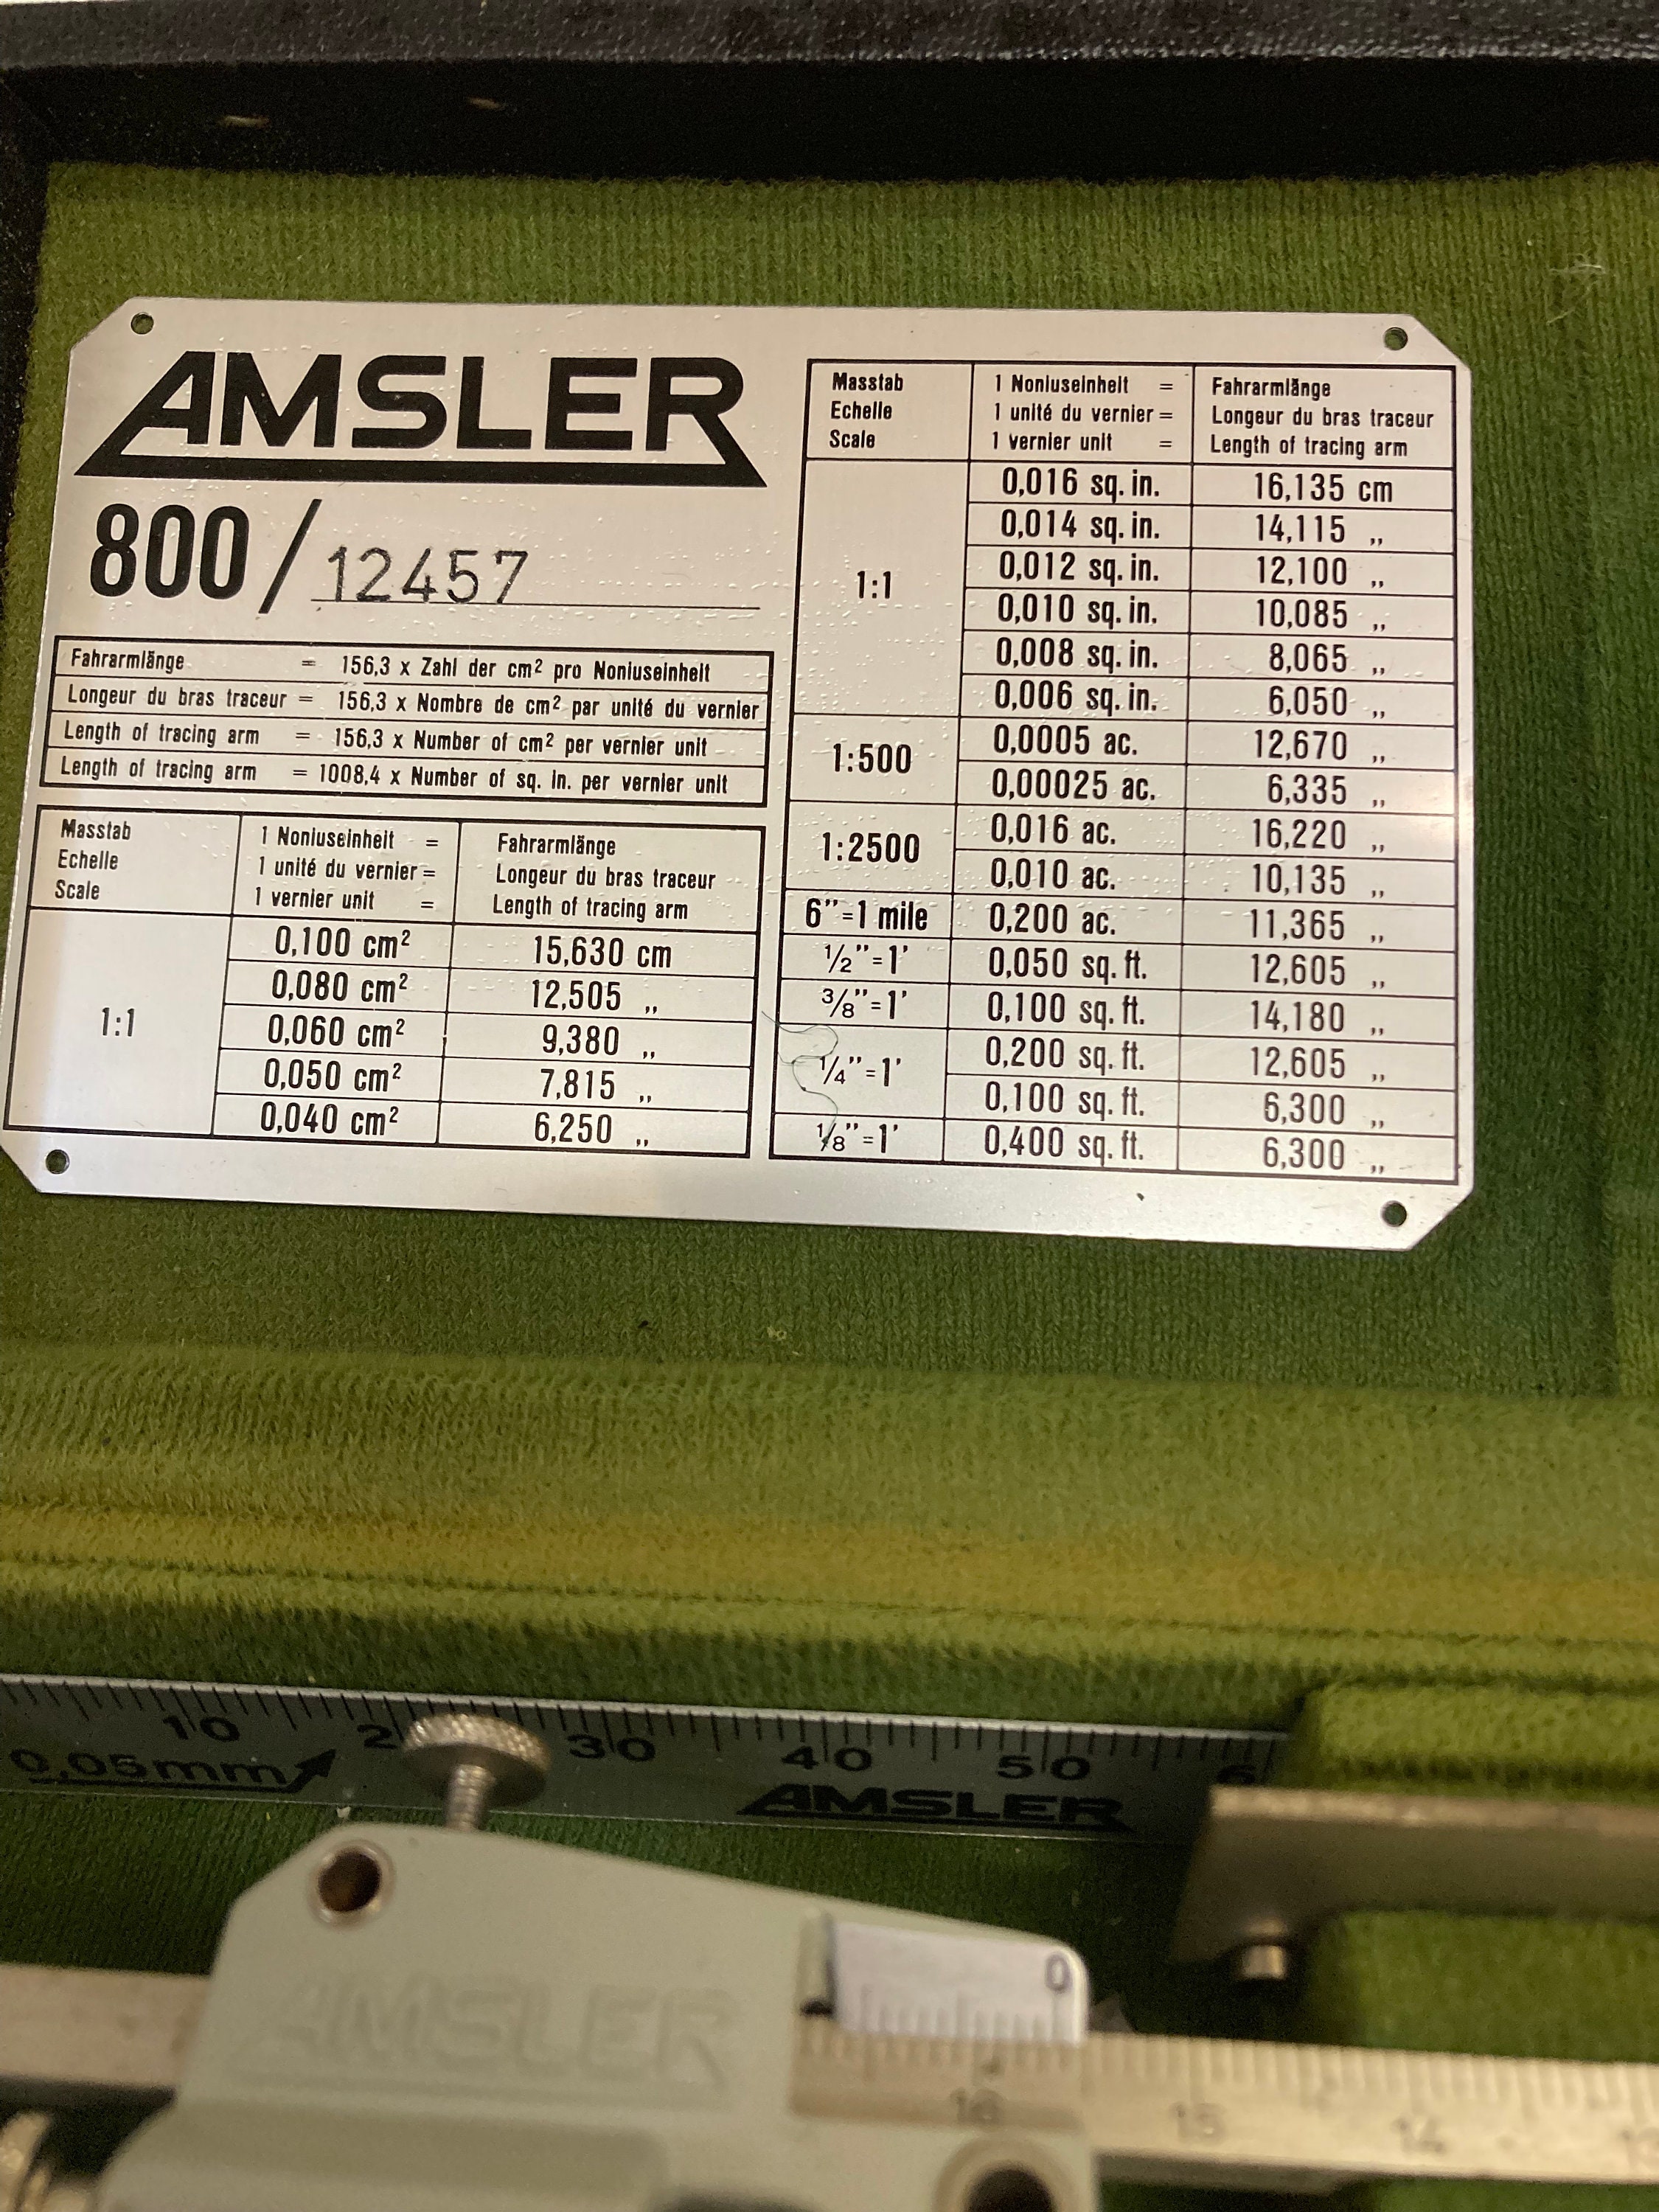 AMSLER
800/12457
Fahrarmlänge = 156,3 x Zahl der cm² pro Noniuseinheit
Longeur du bras traceur = 156,3 x Nombre de cm² par unité du vernier
Length of tracing arm = 156,3 x Number of cm² per vernier unit
Length of tracing arm = 1008,4 x Number of sq. in. per vernier unit
Masstab 1 Noniuseinheit = Fahrarmlänge
Echelle 1 unité du vernier = Longeur du bras traceur
Scale 1 vernier unit = Length of tracing arm
1:1
0,100 cm² 15,630 cm
0,080 cm² 12,505 ,,
0,060 cm² 9,380 ,,
0,050 cm² 7,815 ,,
0,040 cm² 6,250 ,,
Masstab 1 Noniuseinheit = Fahrarmlänge
Echelle 1 unité du vernier = Longeur du bras traceur
Scale 1 vernier unit = Length of tracing arm
1:1
0,016 sq. in. 16,135 cm
0,014 sq. in. 14,115 ,,
0,012 sq. in. 12,100 ,,
0,010 sq. in. 10,085 ,,
0,008 sq. in. 8,065 ,,
0,006 sq. in. 6,050 ,,
1:500
0,0005 ac. 12,670 ,,
0,00025 ac. 6,335 ,,
1:2500
0,016 ac. 16,220 ,,
0,010 ac. 10,135 ,,
6"=1 mile 0,200 ac. 11,365 ,,
1/2"=1' 0,050 sq. ft. 12,605 ,,
3/8"=1' 0,100 sq. ft. 14,180 ,,
1/4"=1'
0,200 sq. ft. 12,605 ,,
0,100 sq. ft. 6,300 ,,
1/8"=1' 0,400 sq. ft. 6,300 ,,
10 30 40 50
0,05mm AMSLER
AMSLER
0
16 15 14